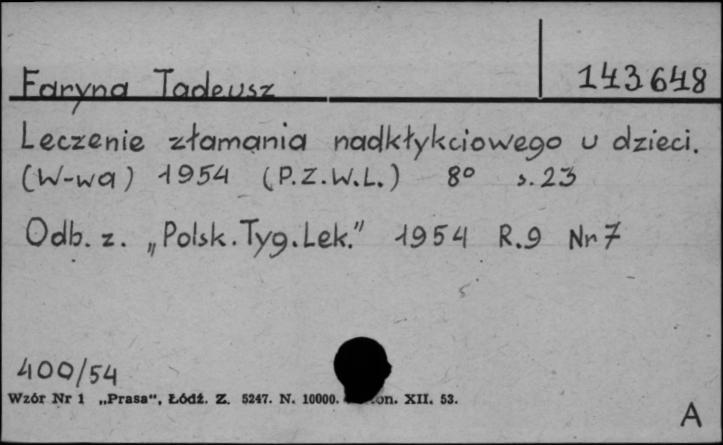 Faryna Tadeusz
143648
Leczenie złamania nadkłykciowego u dzieci.
(W-wa) 1954 (P.Z.W.L.) 8° s. 23
Odb. z. „Polsk. Tyg. Lek." 1954 R.9 Nr 7
400/54
Wzór Nr 1 „Prasa“, Łódź. Z. 5247. N. 10000. on. XII. 53.
A